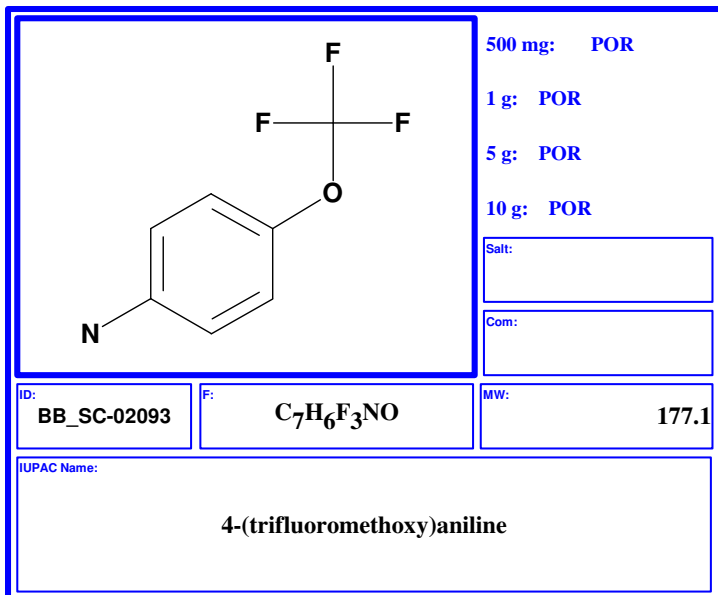 F
F
F
O
N
500 mg: POR
1 g: POR
5 g: POR
10 g: POR
Salt:
Com:
ID:
BB_SC-02093
F:
C7H6F3NO
MW:
177.1
IUPAC Name:
4-(trifluoromethoxy)aniline